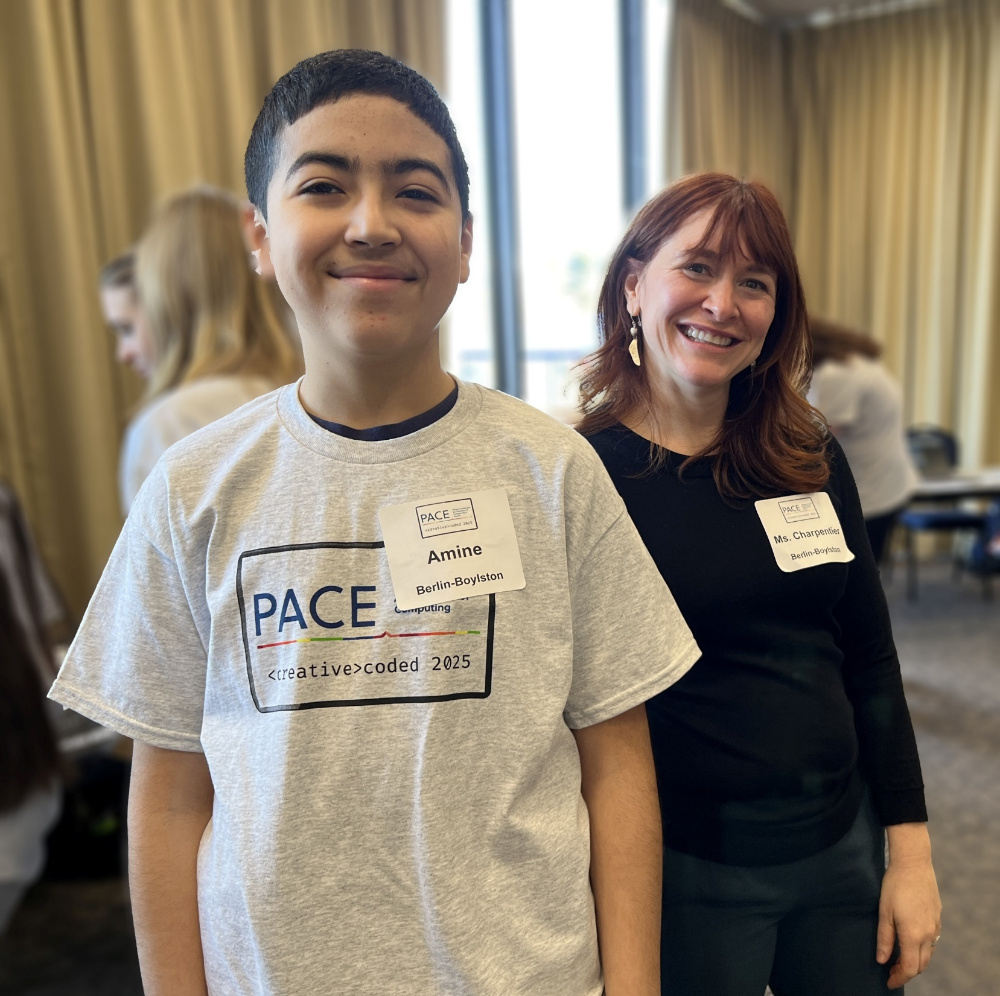 PACE
<creative>coded 2025
Amine
Berlin-Boylston
PACE
Computing
<creative>coded 2025
PACE
Ms. Charpentier
Berlin-Boylston